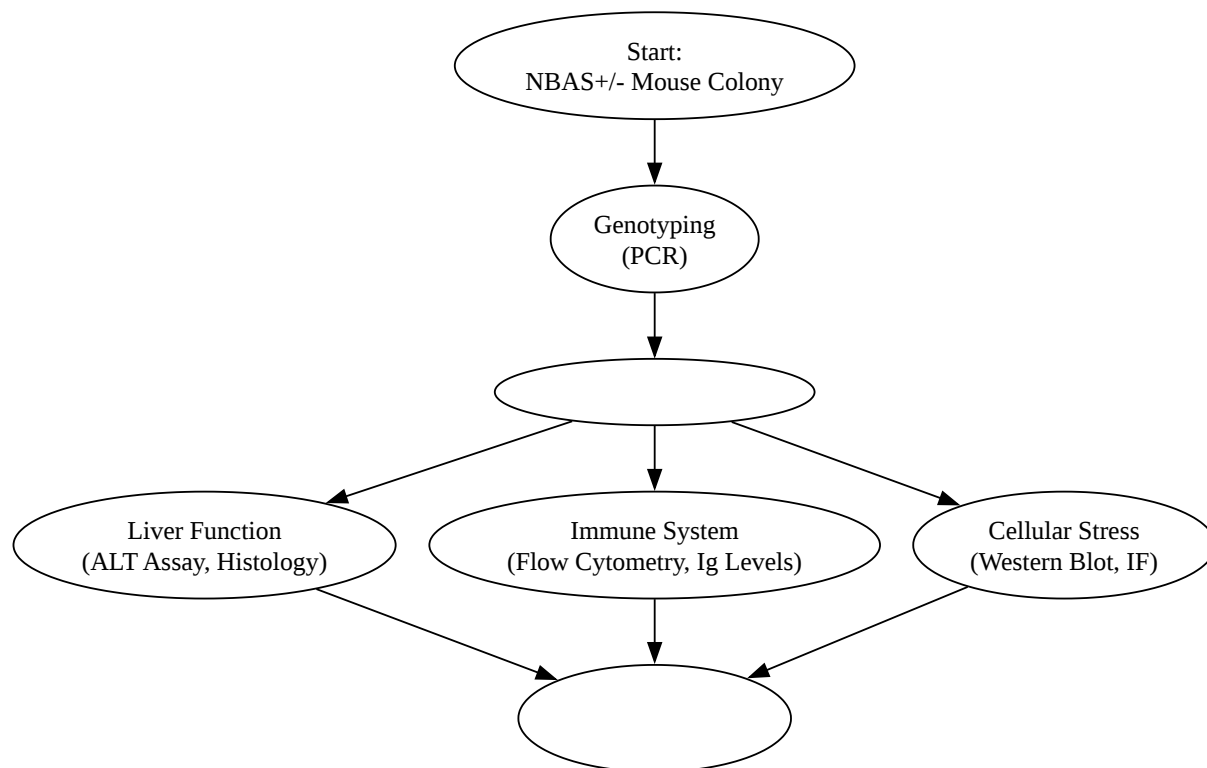 Start:
NBAS+/- Mouse Colony
Genotyping
(PCR)
Liver Function
(ALT Assay, Histology)
Immune System
(Flow Cytometry, Ig Levels)
Cellular Stress
(Western Blot, IF)